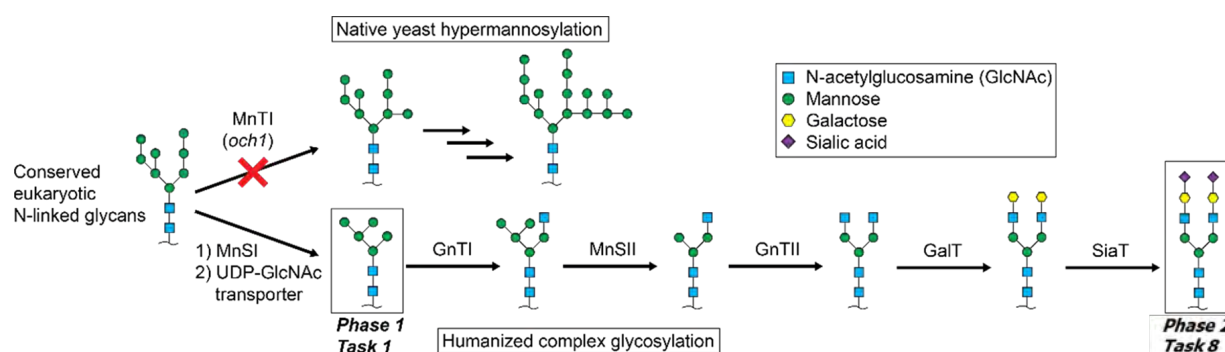 Native yeast hypermannosylation
N-acetylglucosamine (GlcNAc)
Mannose
Galactose
Sialic acid
MnTI
(och1)
Conserved
eukaryotic
N-linked glycans
1) MnSI
2) UDP-GlcNAc
transporter
GnTI
MnSII
GnTII
GalT
SiaT
Phase 1
Task 1
Humanized complex glycosylation
Phase 2
Task 8